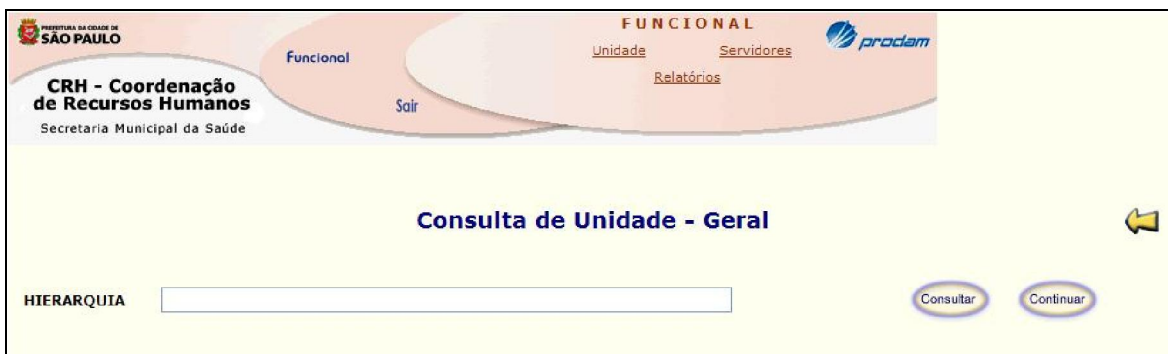 PREFEITURA DA CIDADE DE
SÃO PAULO
CRH - Coordenação
de Recursos Humanos
Secretaria Municipal da Saúde
Funcional
Sair
FUNCIONAL
Unidade Servidores
Relatórios
prodam
Consulta de Unidade - Geral
HIERARQUIA
Consultar Continuar